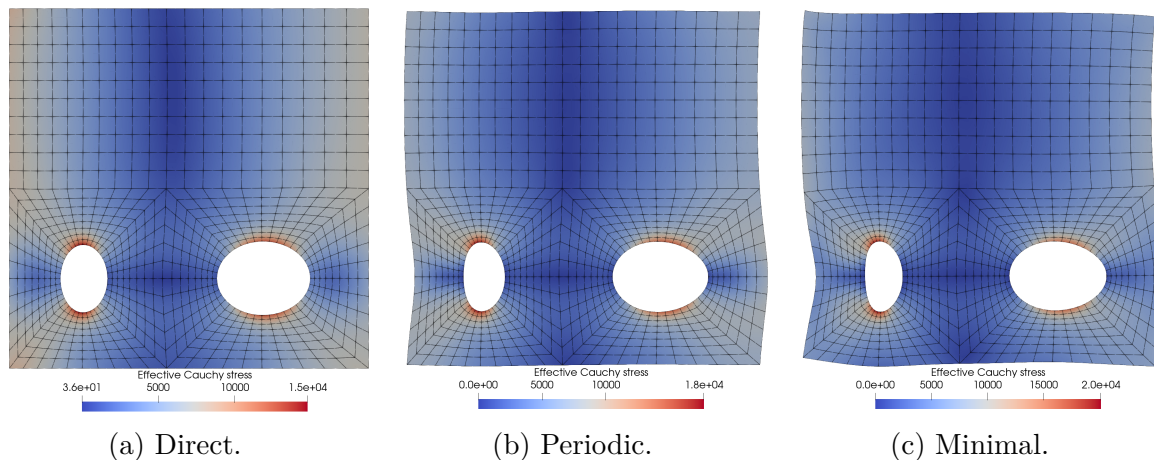 Effective Cauchy stress
3.6e+01 5000 10000 1.5e+04
(a) Direct.
Effective Cauchy stress
0.0e+00 5000 10000 1.8e+04
(b) Periodic.
Effective Cauchy stress
0.0e+00 5000 10000 15000 2.0e+04
(c) Minimal.